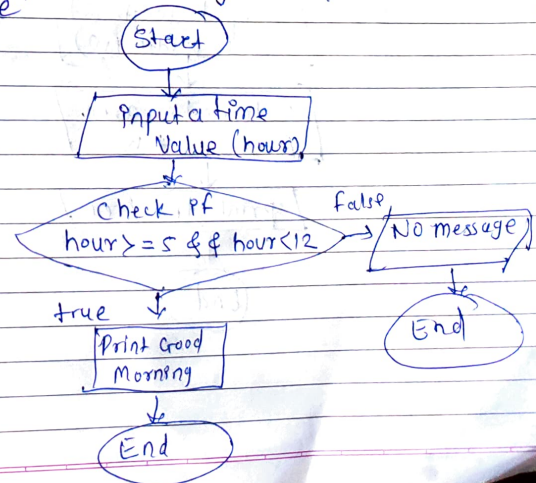 Start
Input a time
Value (hour)
Check if
hour>=5 && hour<12
false
No message
End
true
Print Good
Morning
End